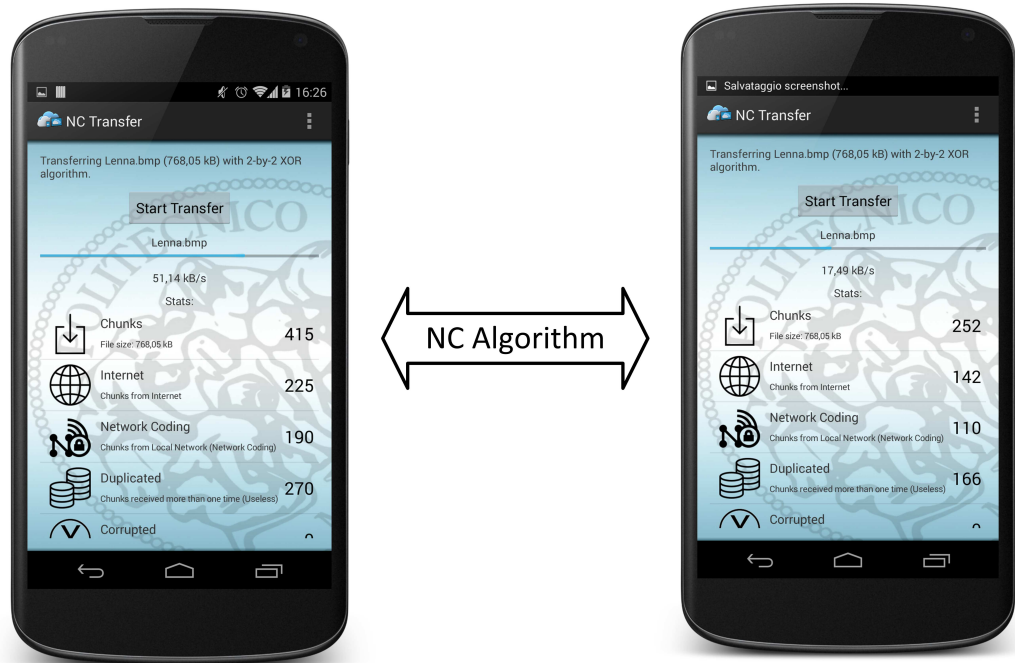 16:26
NC Transfer
Transferring Lenna.bmp (768,05 kB) with 2-by-2 XOR
algorithm.
Start Transfer
Lenna.bmp
51,14 kB/s
Stats:
Chunks
File size: 768,05 kB
415
Internet
Chunks from Internet
225
Network Coding
Chunks from Local Network (Network Coding)
190
Duplicated
Chunks received more than one time (Useless)
270
Corrupted
POLITECNICO
NC Algorithm
Salvataggio screenshot...
NC Transfer
Transferring Lenna.bmp (768,05 kB) with 2-by-2 XOR
algorithm.
Start Transfer
Lenna.bmp
17,49 kB/s
Stats:
Chunks
File size: 768,05 kB
252
Internet
Chunks from Internet
142
Network Coding
Chunks from Local Network (Network Coding)
110
Duplicated
Chunks received more than one time (Useless)
166
Corrupted
POLITECNICO